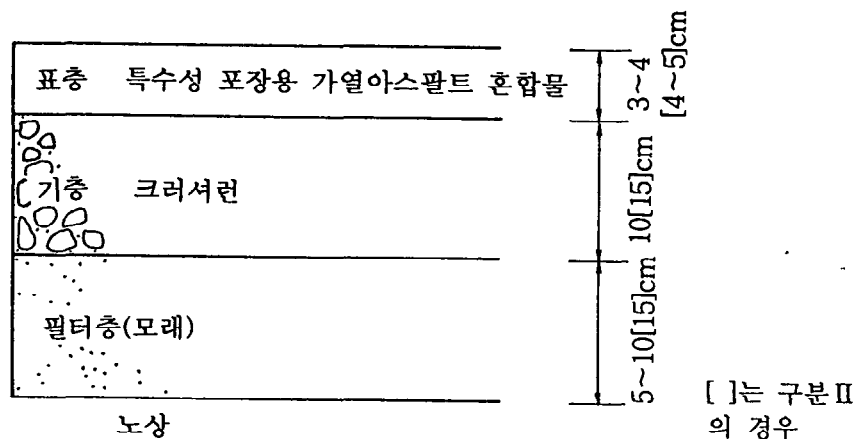 표층 특수성 포장용 가열아스팔트 혼합물
3~4
[4~5]cm
기층 크러셔런
10[15]cm
필터층(모래)
5~10[15]cm
노상
[ ]는 구분Ⅱ
의 경우